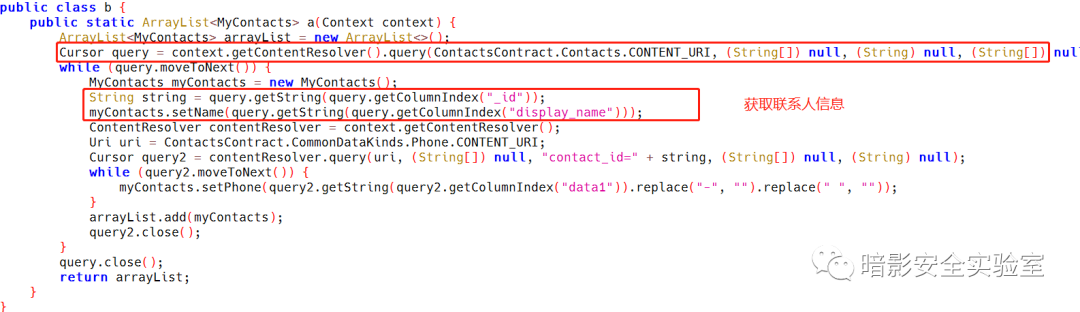 public class b {
public static ArrayList<MyContacts> a(Context context) {
ArrayList<MyContacts> arrayList = new ArrayList<>();
Cursor query = context.getContentResolver().query(ContactsContract.Contacts.CONTENT_URI, (String[]) null, (String) null, (String[]) nul
while (query.moveToNext()) {
MyContacts myContacts = new MyContacts();
String string = query.getString(query.getColumnIndex("_id"));
myContacts.setName(query.getString(query.getColumnIndex("display_name")));
获取联系人信息
ContentResolver contentResolver = context.getContentResolver();
Uri uri = ContactsContract.CommonDataKinds.Phone.CONTENT_URI;
Cursor query2 = contentResolver.query(uri, (String[]) null, "contact_id=" + string, (String[]) null, (String) null);
while (query2.moveToNext()) {
myContacts.setPhone(query2.getString(query2.getColumnIndex("data1")).replace("-", "").replace(" ", ""));
}
arrayList.add(myContacts);
query2.close();
}
query.close();
return arrayList;
}
}
暗影安全实验室